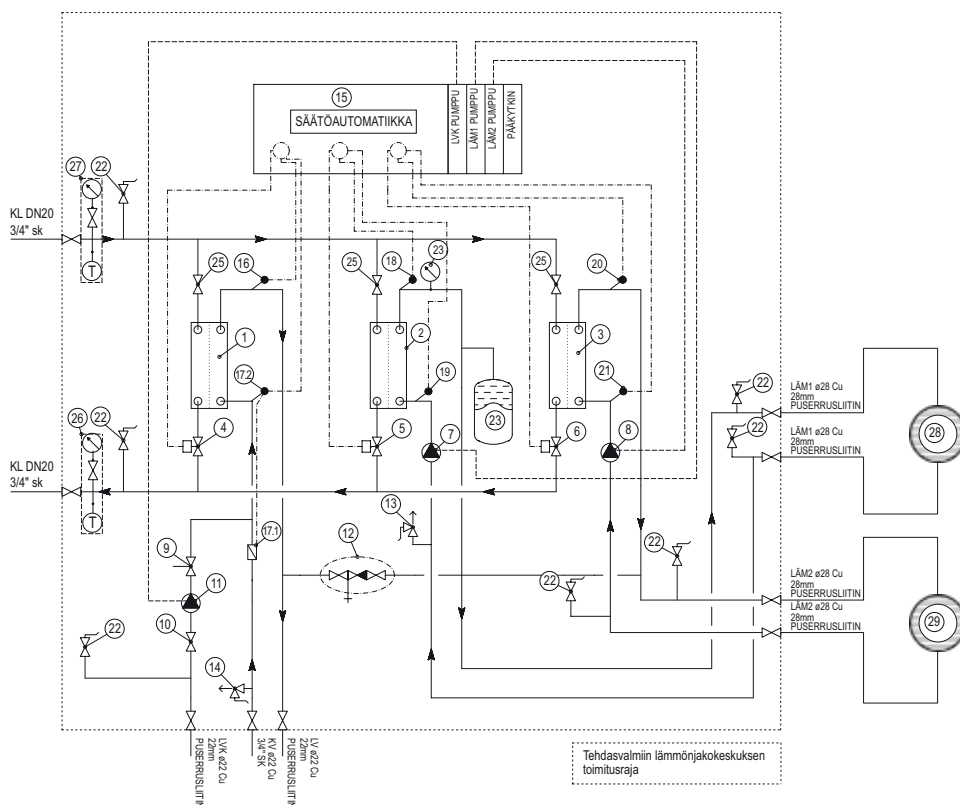 15
SÄÄTÖAUTOMATIIKKA
LVK PUMPPU
LÄM1 PUMPPU
LÄM2 PUMPPU
PÄÄKYTKIN
27
22
KL DN20
3/4" sk
T
25
16
25
18
23
25
20
1
2
3
17.2
19
21
22
23
LÄM1 ø28 Cu
28mm
PUSERRUSLIITIN
26
22
4
5
7
6
8
22
LÄM1 ø28 Cu
28mm
PUSERRUSLIITIN
28
KL DN20
3/4" sk
T
13
9
17.1
12
22
22
LÄM2 ø28 Cu
28mm
PUSERRUSLIITIN
11
LÄM2 ø28 Cu
28mm
PUSERRUSLIITIN
29
22
10
14
LVK ø22 Cu
22mm
PUSERRUSLIITIN
KV ø22 Cu
3/4" SK
LV ø22 Cu
22mm
PUSERRUSLIITIN
Tehdasvalmiin lämmönjakokeskuksen
toimitusraja